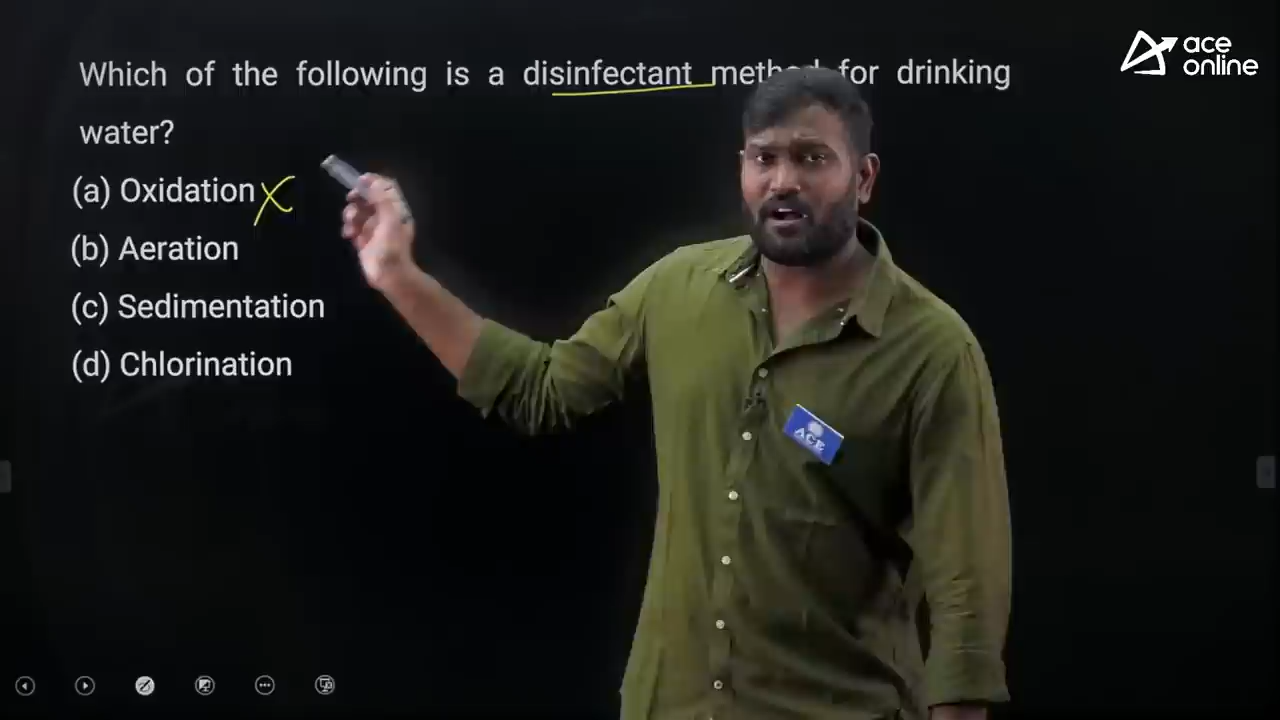 Which of the following is a disinfectant method for drinking
water?
(a) Oxidation
(b) Aeration
(c) Sedimentation
(d) Chlorination
ace
online
ACE